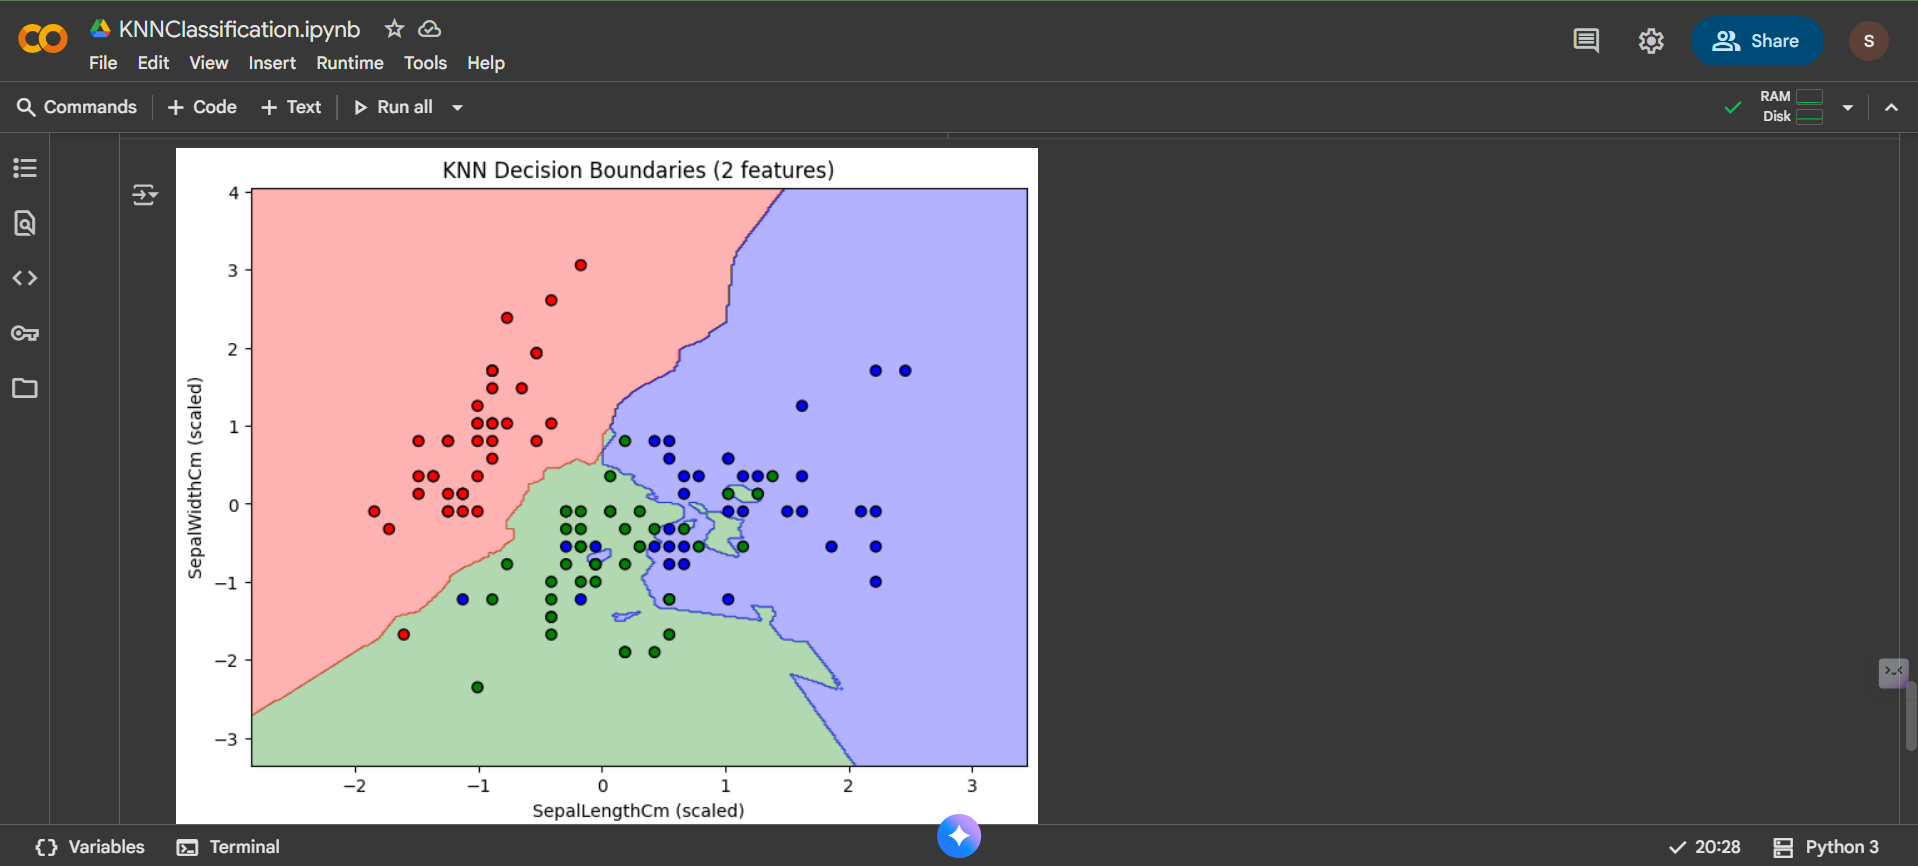 KNNClassification.ipynb
File Edit View Insert Runtime Tools Help
Share
S
Commands + Code + Text Run all
RAM
Disk
KNN Decision Boundaries (2 features)
4
3
2
1
0
−1
−2
−3
SepalWidthCm (scaled)
−2 −1 0 1 2 3
SepalLengthCm (scaled)
{} Variables Terminal 20:28 Python 3